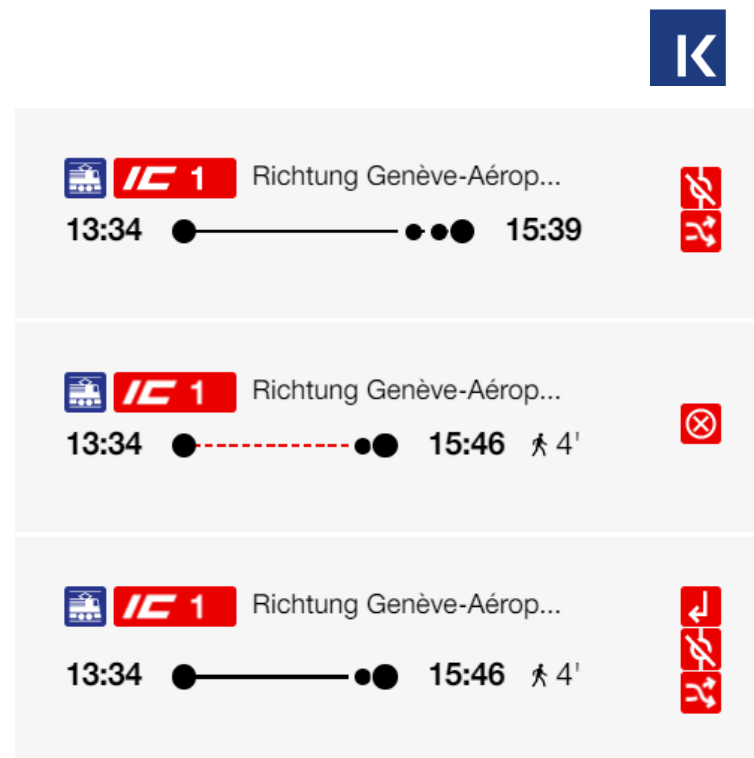 K
IC 1 Richtung Genève-Aérop...
13:34 15:39
IC 1 Richtung Genève-Aérop...
13:34 15:46 4'
IC 1 Richtung Genève-Aérop...
13:34 15:46 4'